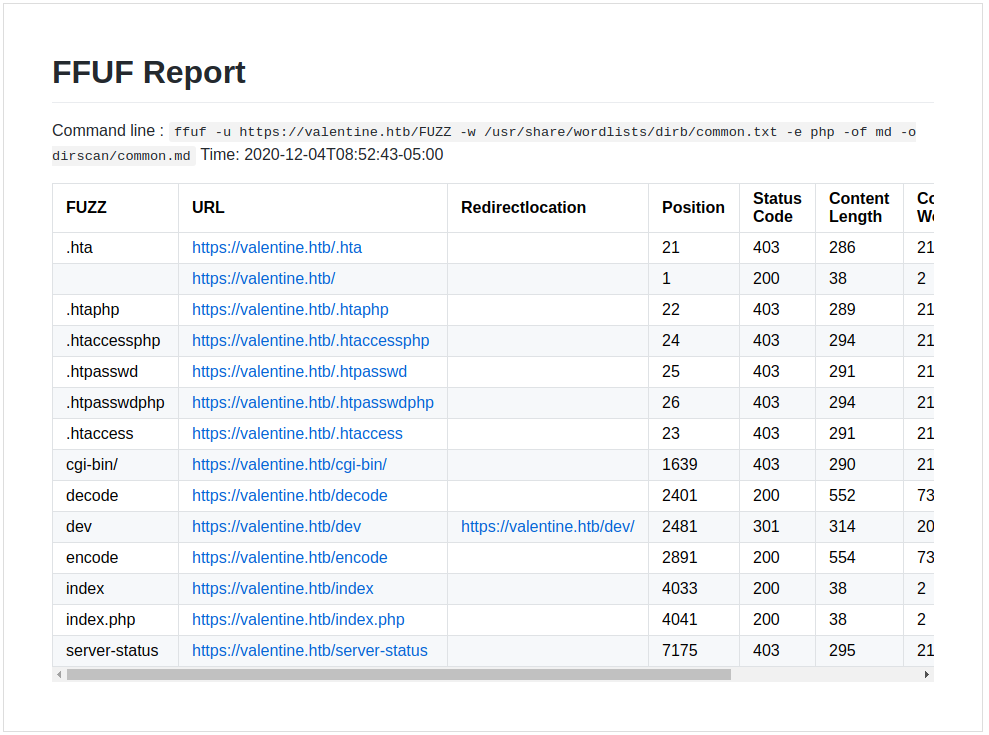 FFUF Report
Command line : ffuf -u https://valentine.htb/FUZZ -w /usr/share/wordlists/dirb/common.txt -e php -of md -o
dirscan/common.md Time: 2020-12-04T08:52:43-05:00
FUZZ URL Redirectlocation Position Status Code Content Length Co We
.hta https://valentine.htb/.hta 21 403 286 21
https://valentine.htb/ 1 200 38 2
.htaphp https://valentine.htb/.htaphp 22 403 289 21
.htaccessphp https://valentine.htb/.htaccessphp 24 403 294 21
.htpasswd https://valentine.htb/.htpasswd 25 403 291 21
.htpasswdphp https://valentine.htb/.htpasswdphp 26 403 294 21
.htaccess https://valentine.htb/.htaccess 23 403 291 21
cgi-bin/ https://valentine.htb/cgi-bin/ 1639 403 290 21
decode https://valentine.htb/decode 2401 200 552 73
dev https://valentine.htb/dev https://valentine.htb/dev/ 2481 301 314 20
encode https://valentine.htb/encode 2891 200 554 73
index https://valentine.htb/index 4033 200 38 2
index.php https://valentine.htb/index.php 4041 200 38 2
server-status https://valentine.htb/server-status 7175 403 295 21